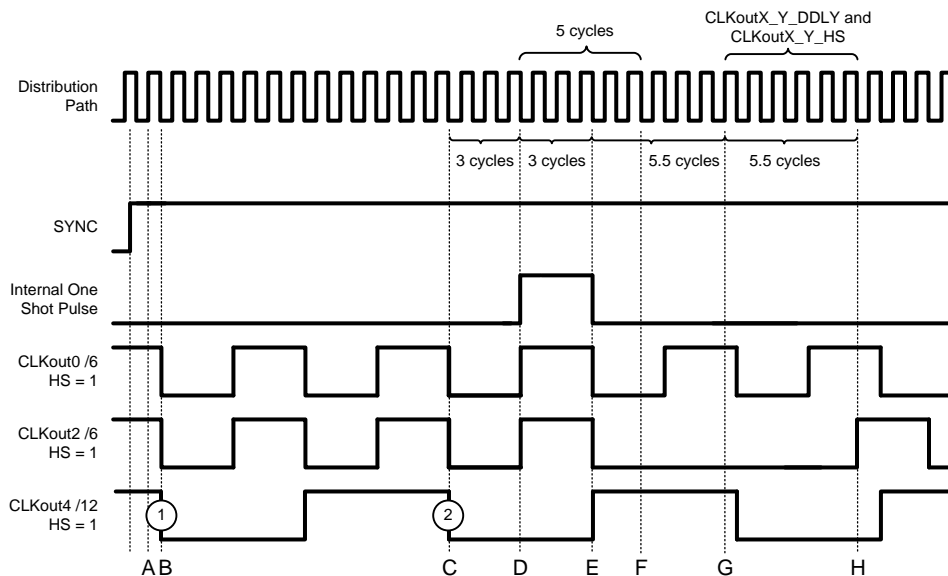 CLKoutX_Y_DDLY and
CLKoutX_Y_HS
5 cycles
Distribution
Path
3 cycles
3 cycles
5.5 cycles
5.5 cycles
SYNC
Internal One
Shot Pulse
CLKout0 /6
HS = 1
CLKout2 /6
HS = 1
CLKout4 /12
HS = 1
1
2
A
B
C
D
E
F
G
H